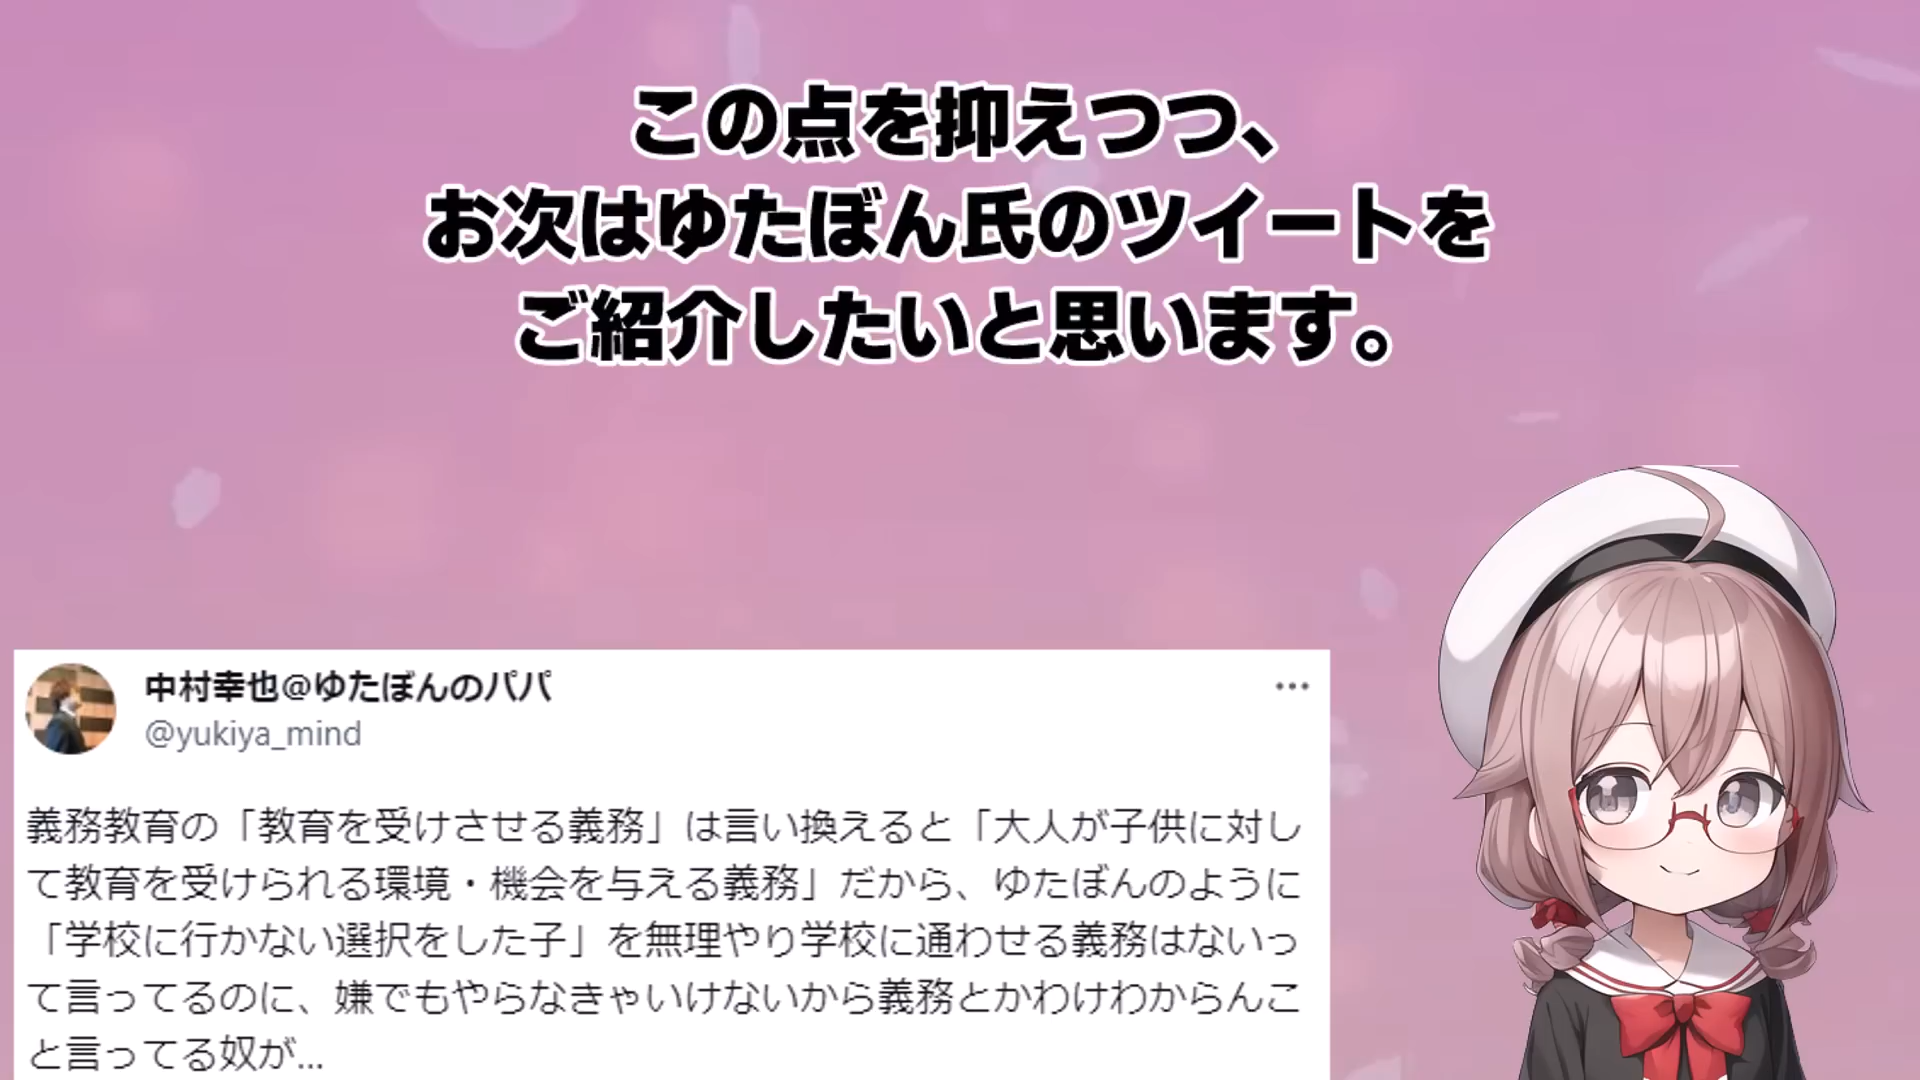 この点を抑えつつ、
お次はゆたぼん氏のツイートを
ご紹介したいと思います。
中村幸也@ゆたぼんのパパ
@yukiya_mind
義務教育の「教育を受けさせる義務」は言い換えると「大人が子供に対し
て教育を受けられる環境・機会を与える義務」だから、ゆたぼんのように
「学校に行かない選択をした子」を無理やり学校に通わせる義務はないっ
て言ってるのに、嫌でもやらなきゃいけないから義務とかわけわからんこ
と言ってる奴が...